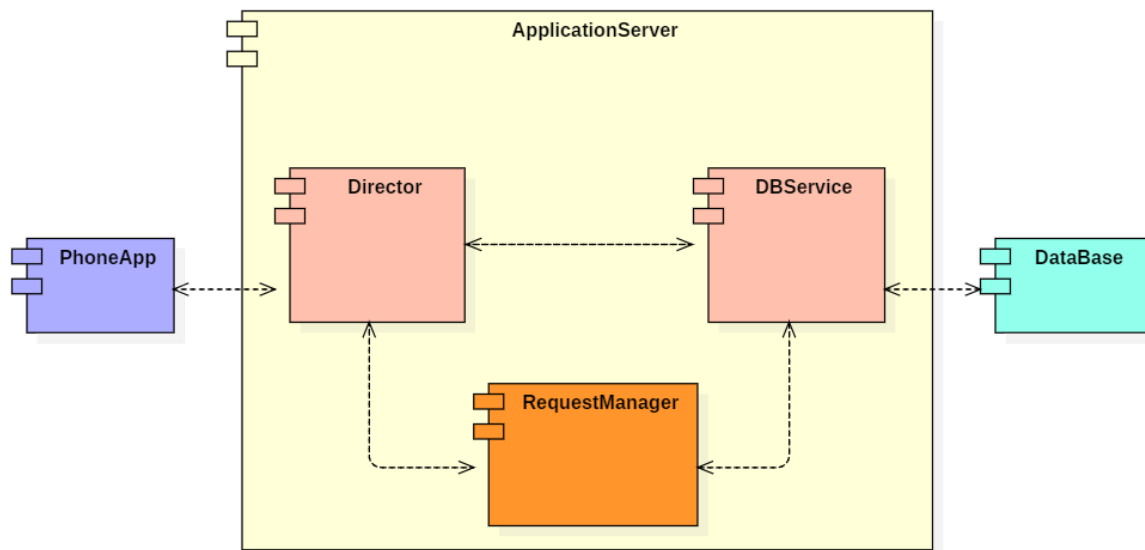 ApplicationServer
Director
DBService
PhoneApp
DataBase
RequestManager